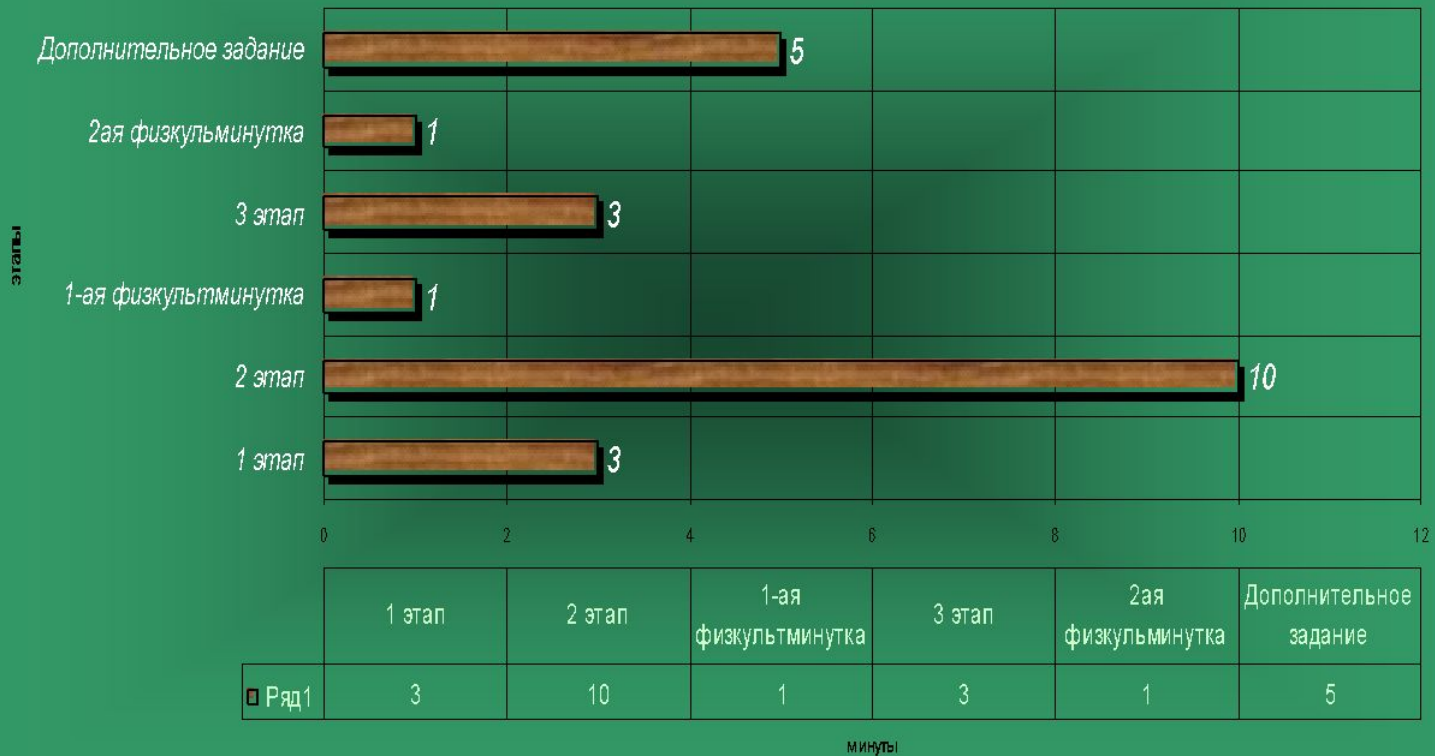 Дополнительное задание
5
2ая физкульминутка
1
3 этап
3
этапы
1-ая физкультминутка
1
2 этап
10
1 этап
3
0 2 4 6 8 10 12
1 этап 2 этап 1-ая физкультминутка 3 этап 2ая физкульминутка Дополнительное задание
Ряд1 3 10 1 3 1 5
минуты